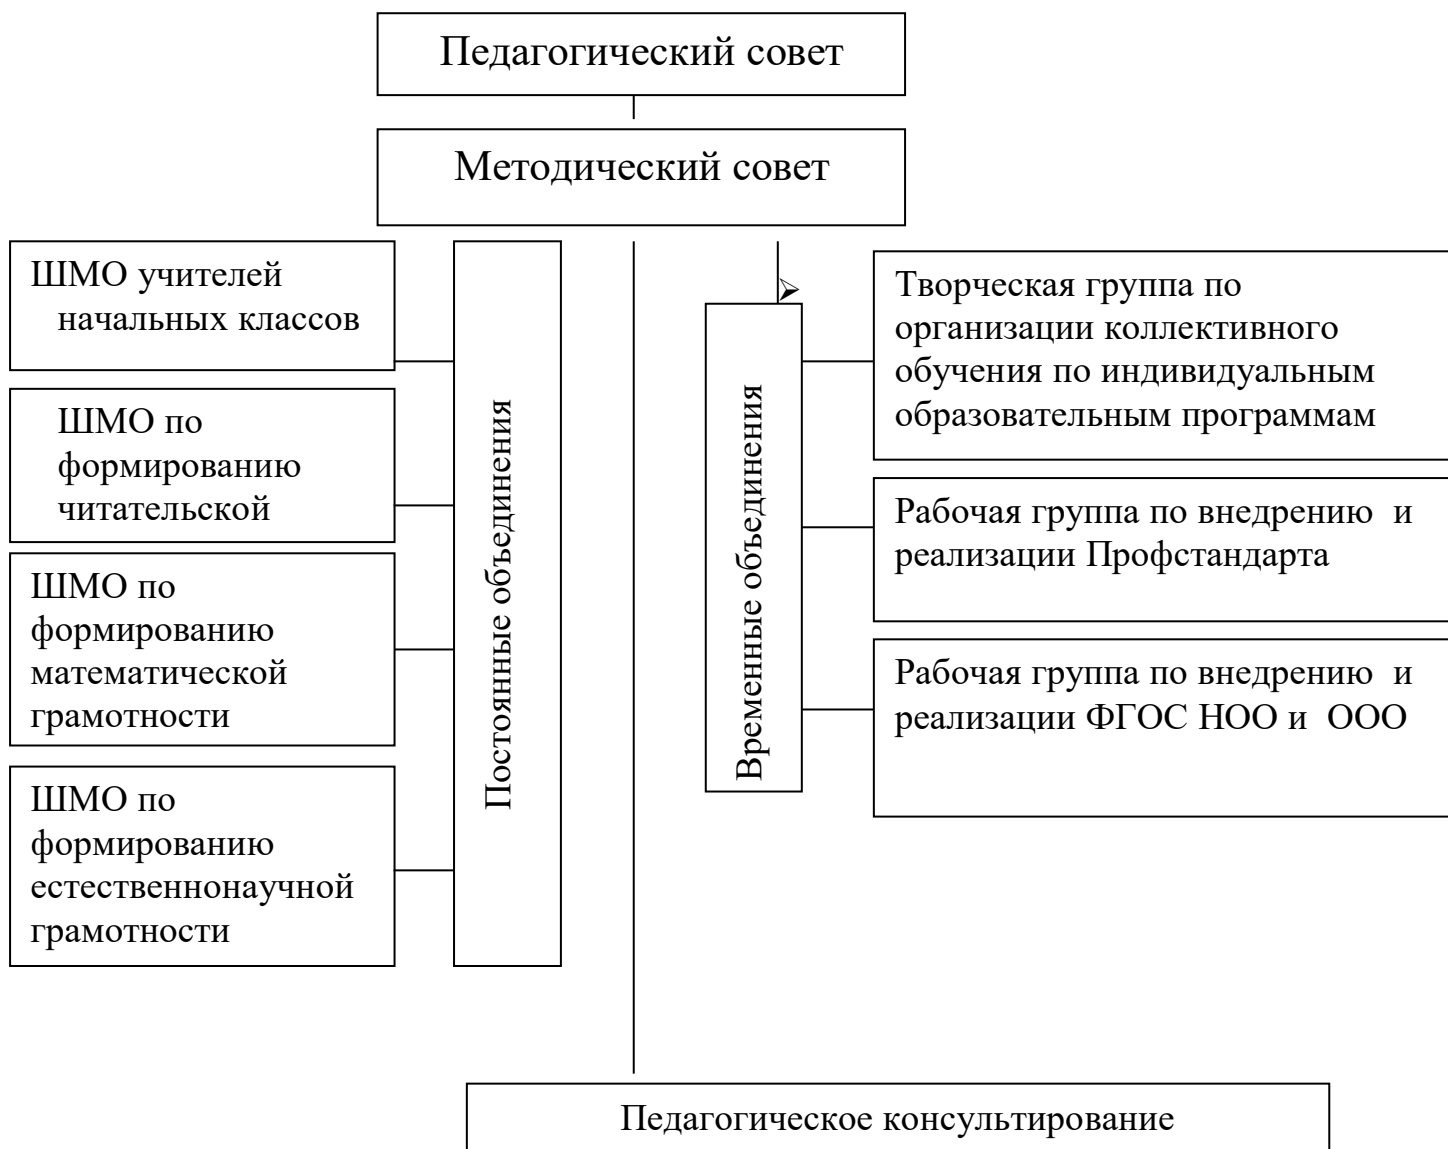 Педагогический совет
Методический совет
ШМО учителей
начальных классов
ШМО по
формированию
читательской
ШМО по
формированию
математической
грамотности
ШМО по
формированию
естественнонаучной
грамотности
Постоянные объединения
Временные объединения
Творческая группа по
организации коллективного
обучения по индивидуальным
образовательным программам
Рабочая группа по внедрению и
реализации Профстандарта
Рабочая группа по внедрению и
реализации ФГОС НОО и ООО
Педагогическое консультирование